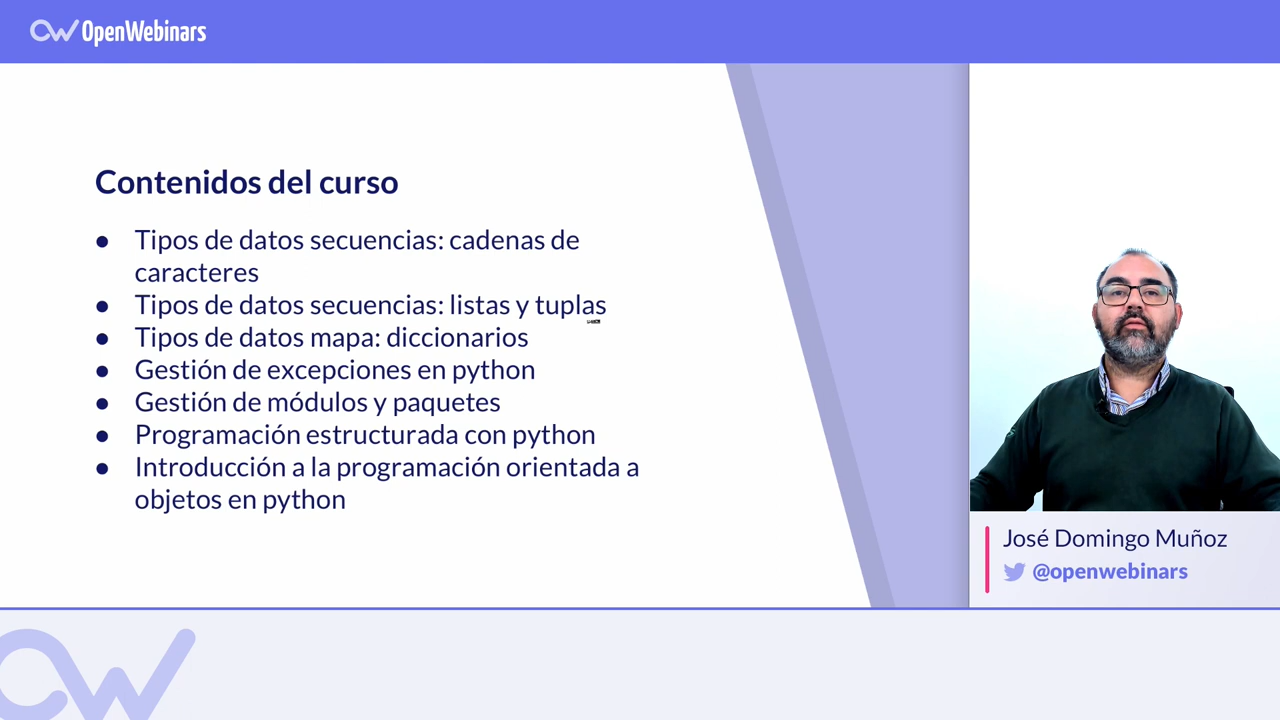 OpenWebinars
Contenidos del curso
● Tipos de datos secuencias: cadenas de
caracteres
● Tipos de datos secuencias: listas y tuplas
● Tipos de datos mapa: diccionarios
● Gestión de excepciones en python
● Gestión de módulos y paquetes
● Programación estructurada con python
● Introducción a la programación orientada a
objetos en python
José Domingo Muñoz
@openwebinars